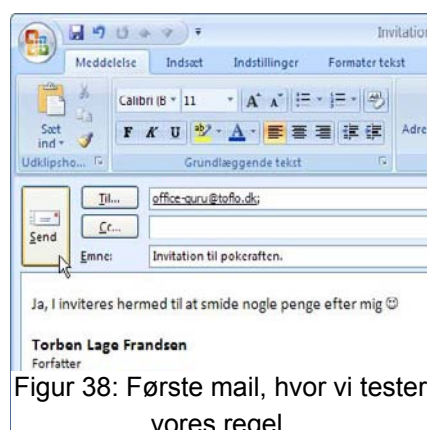 Invitation
Meddelelse Indsæt Indstillinger Formater tekst
Calibri (B 11 A A
Sæt ind F K U ab A Adre
Udklipsho... Grundlæggende tekst
Til... office-guru@toflo.dk;
Send Cc...
Emne: Invitation til pokeraften.
Ja, I inviteres hermed til at smide nogle penge efter mig ☺
Torben Lage Frandsen
Forfatter
Figur 38: Første mail, hvor vi tester
vores regel